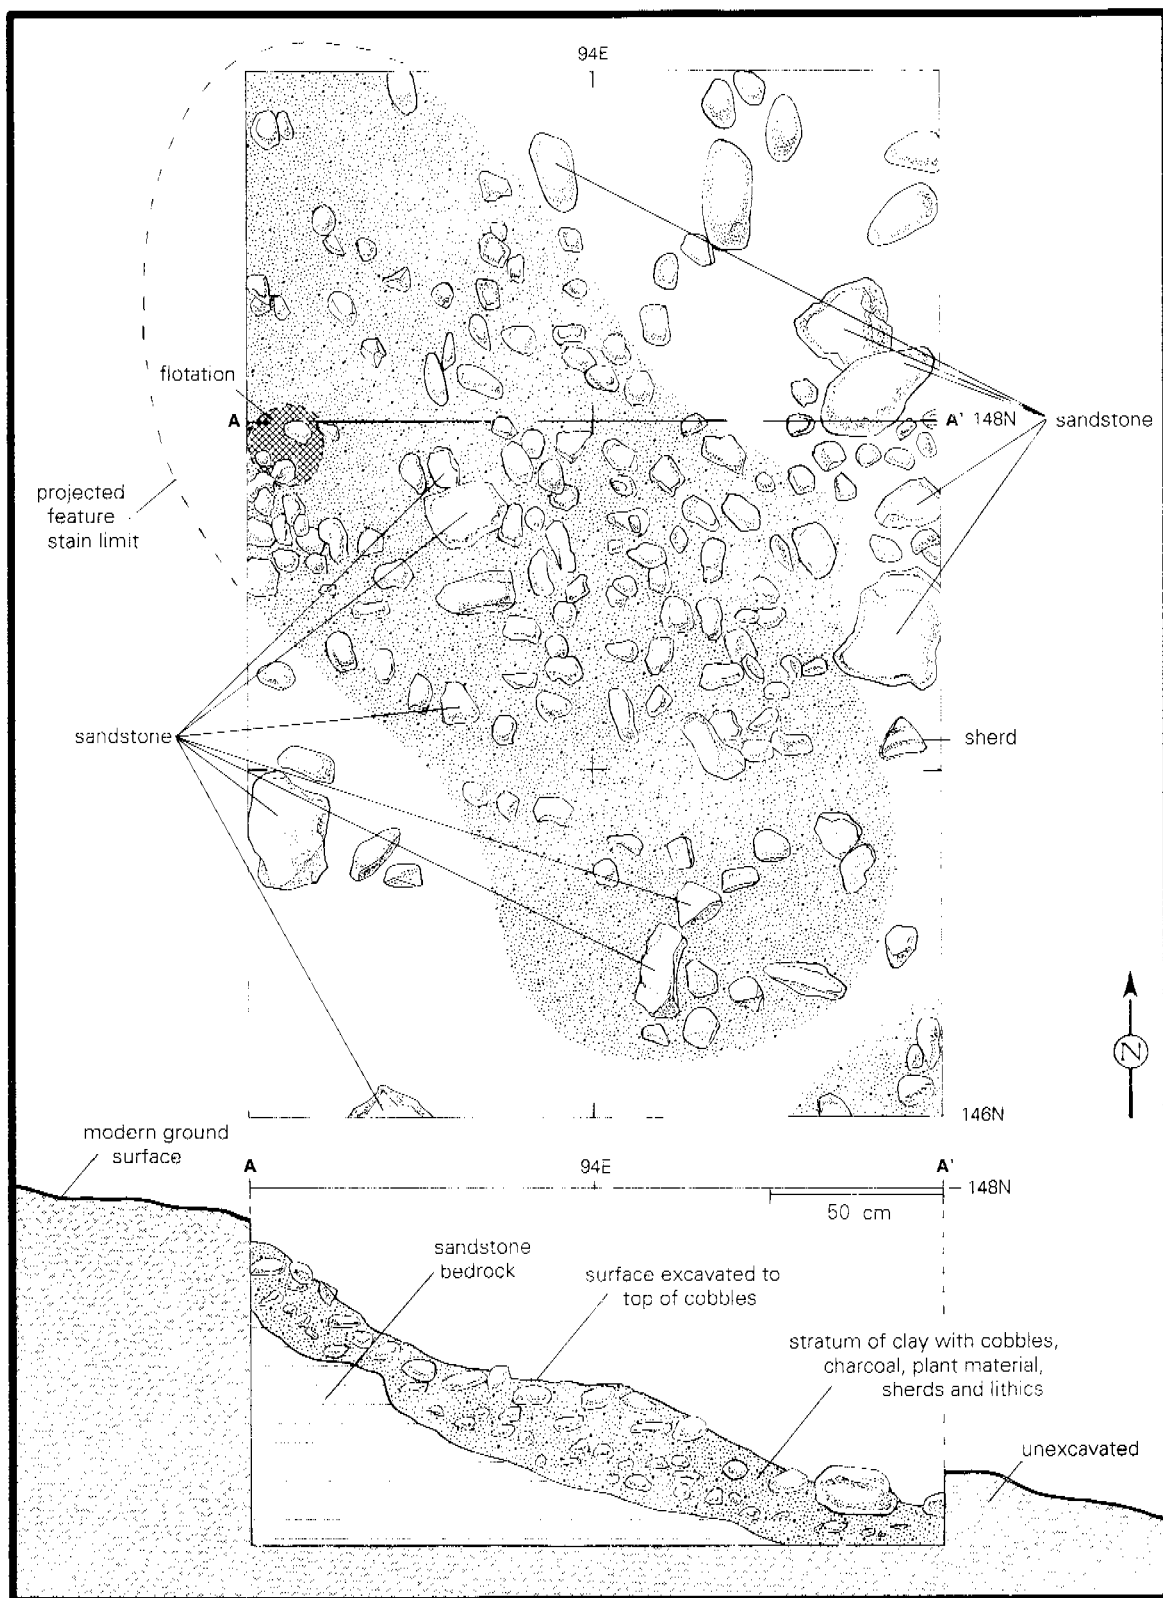 94E
flotation
A
A' 148N
sandstone
projected
feature
stain limit
sandstone
sherd
N
146N
modern ground
surface
A
94E
A'
148N
50 cm
sandstone
bedrock
surface excavated to
top of cobbles
stratum of clay with cobbles,
charcoal, plant material,
sherds and lithics
unexcavated